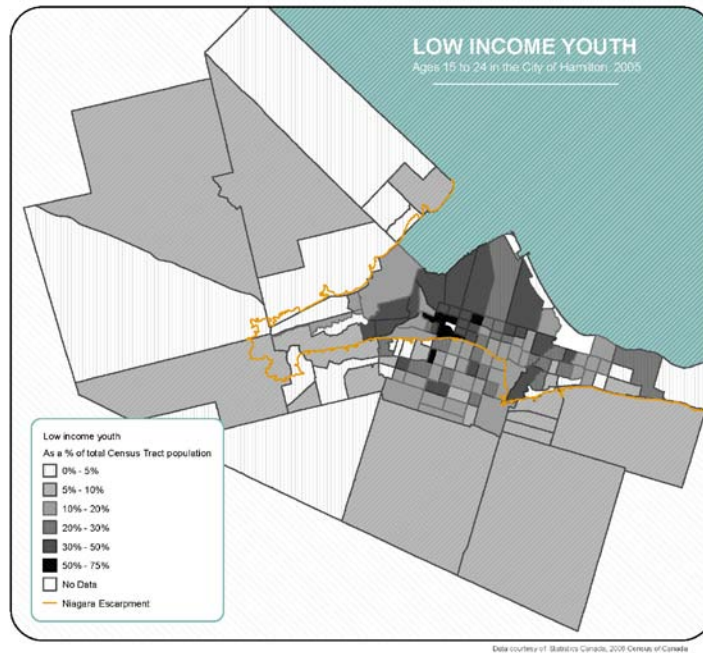 LOW INCOME YOUTH
Ages 15 to 24 in the City of Hamilton, 2005
Low income youth
As a % of total Census Tract population
0% - 5%
5% - 10%
10% - 20%
20% - 30%
30% - 50%
50% - 75%
No Data
Niagara Escarpment
Data courtesy of Statistics Canada, 2006 Census of Canada